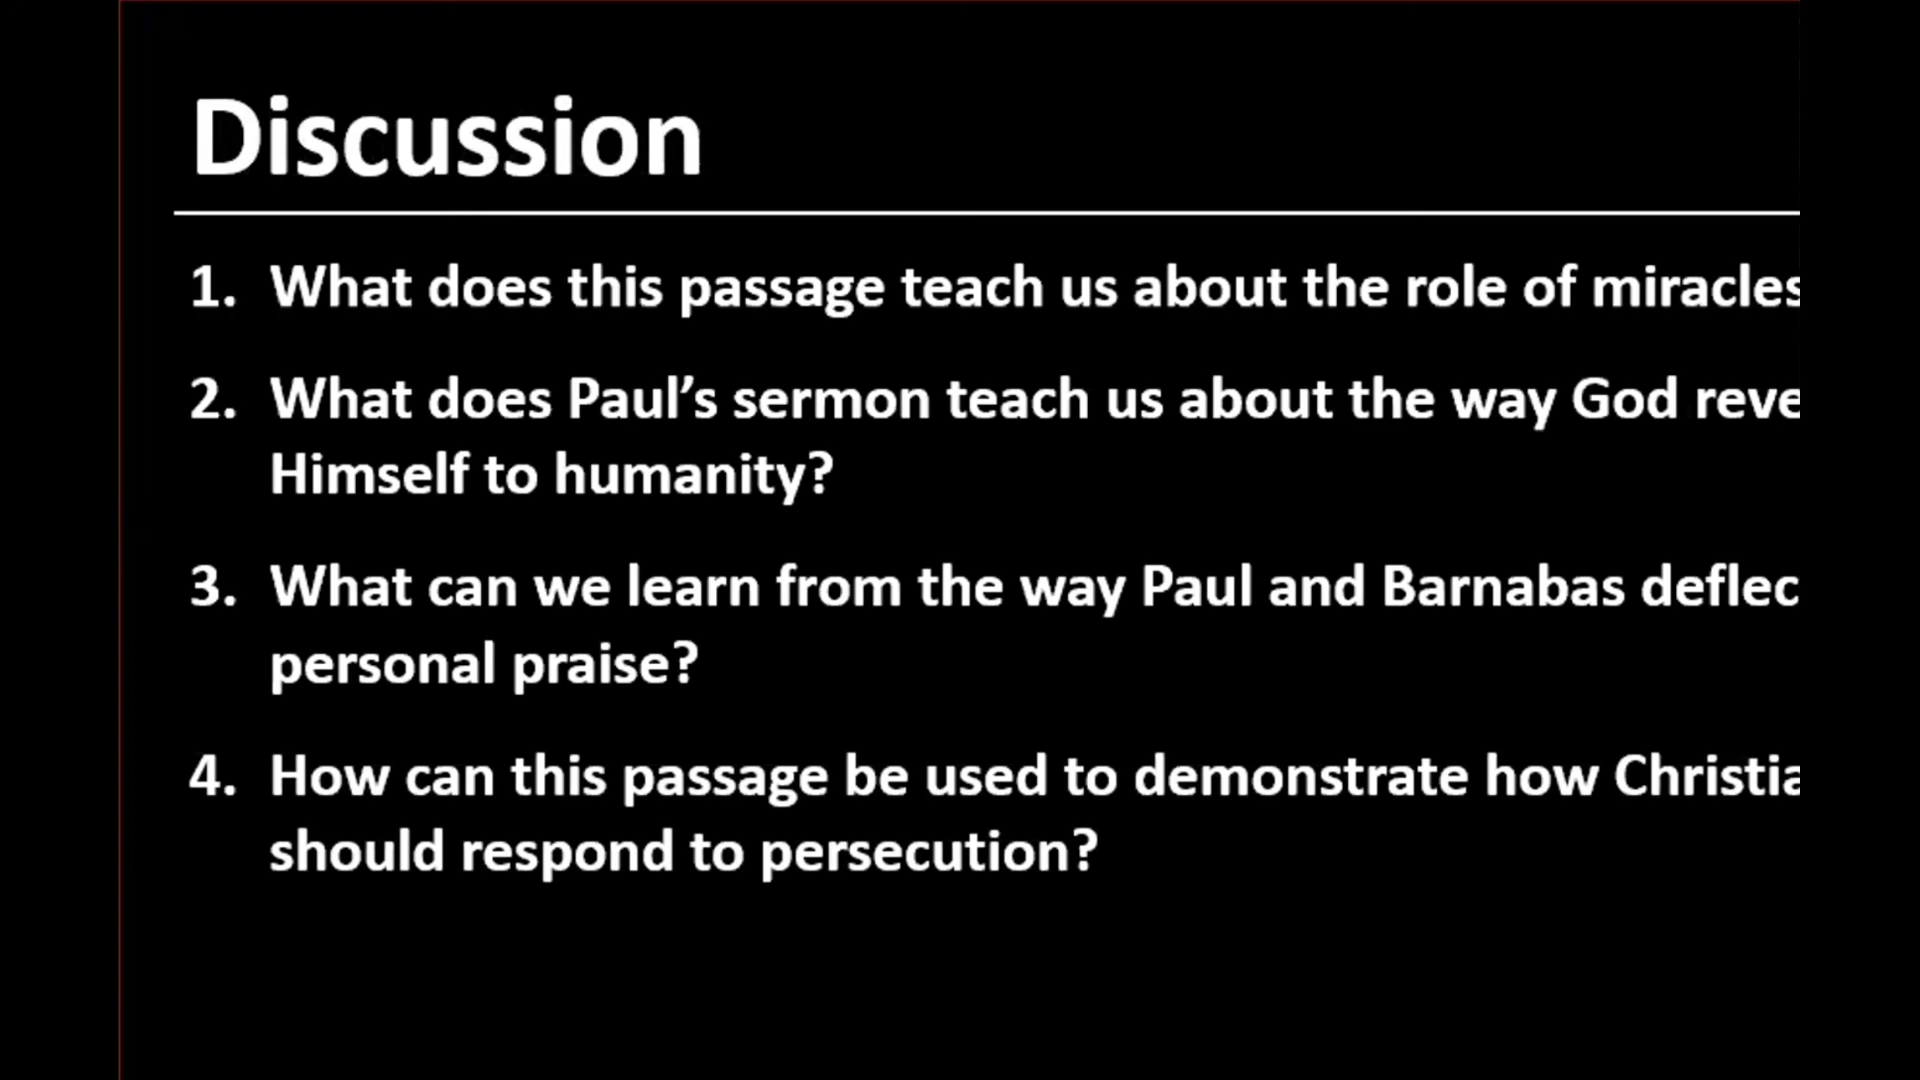 Discussion
1. What does this passage teach us about the role of miracles
2. What does Paul’s sermon teach us about the way God reve
Himself to humanity?
3. What can we learn from the way Paul and Barnabas deflec
personal praise?
4. How can this passage be used to demonstrate how Christia
should respond to persecution?